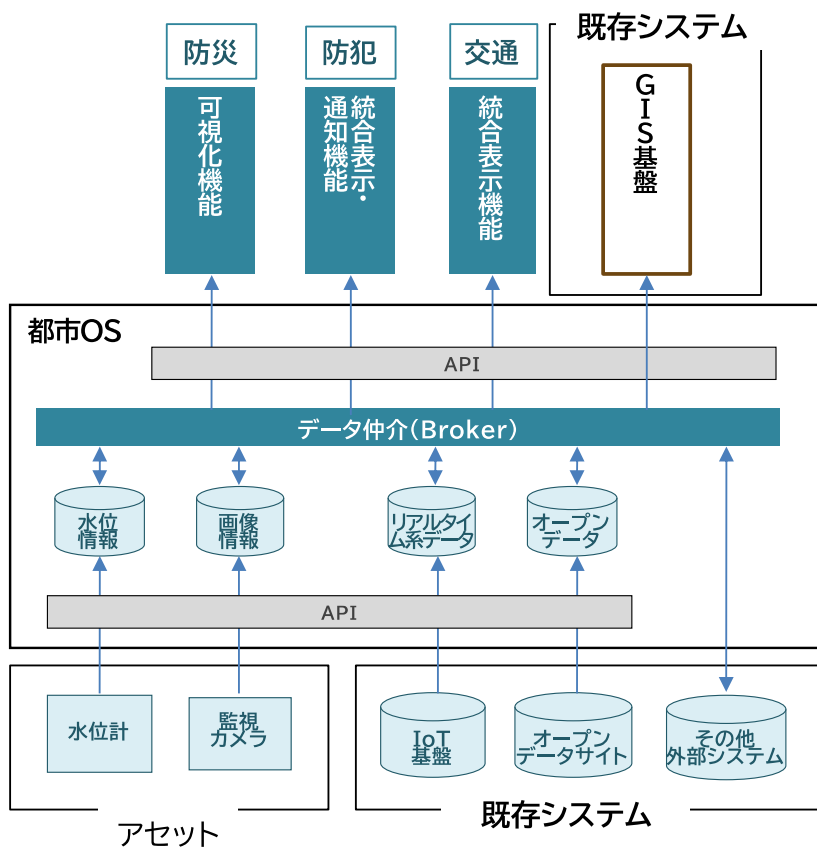 既存システム
防災
防犯
交通
可視化機能
統合表示・
通知機能
統合表示機能
GIS基盤
都市OS
API
データ仲介(Broker)
水位
情報
画像
情報
リアルタイ
ム系データ
オープン
データ
API
水位計
監視
カメラ
IoT
基盤
オープン
データサイト
その他
外部システム
アセット
既存システム